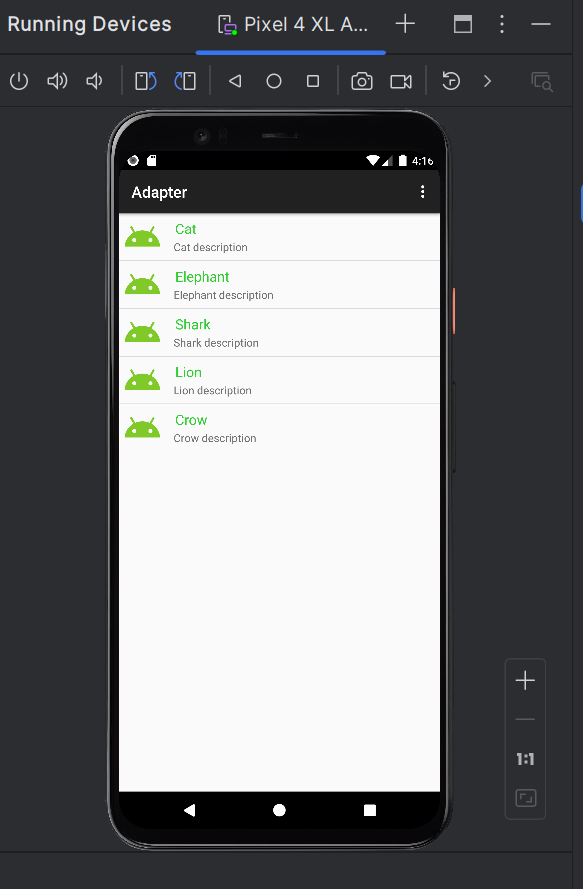 Running Devices
Pixel 4 XL A...
4:16
Adapter
Cat
Cat description
Elephant
Elephant description
Shark
Shark description
Lion
Lion description
Crow
Crow description
1:1